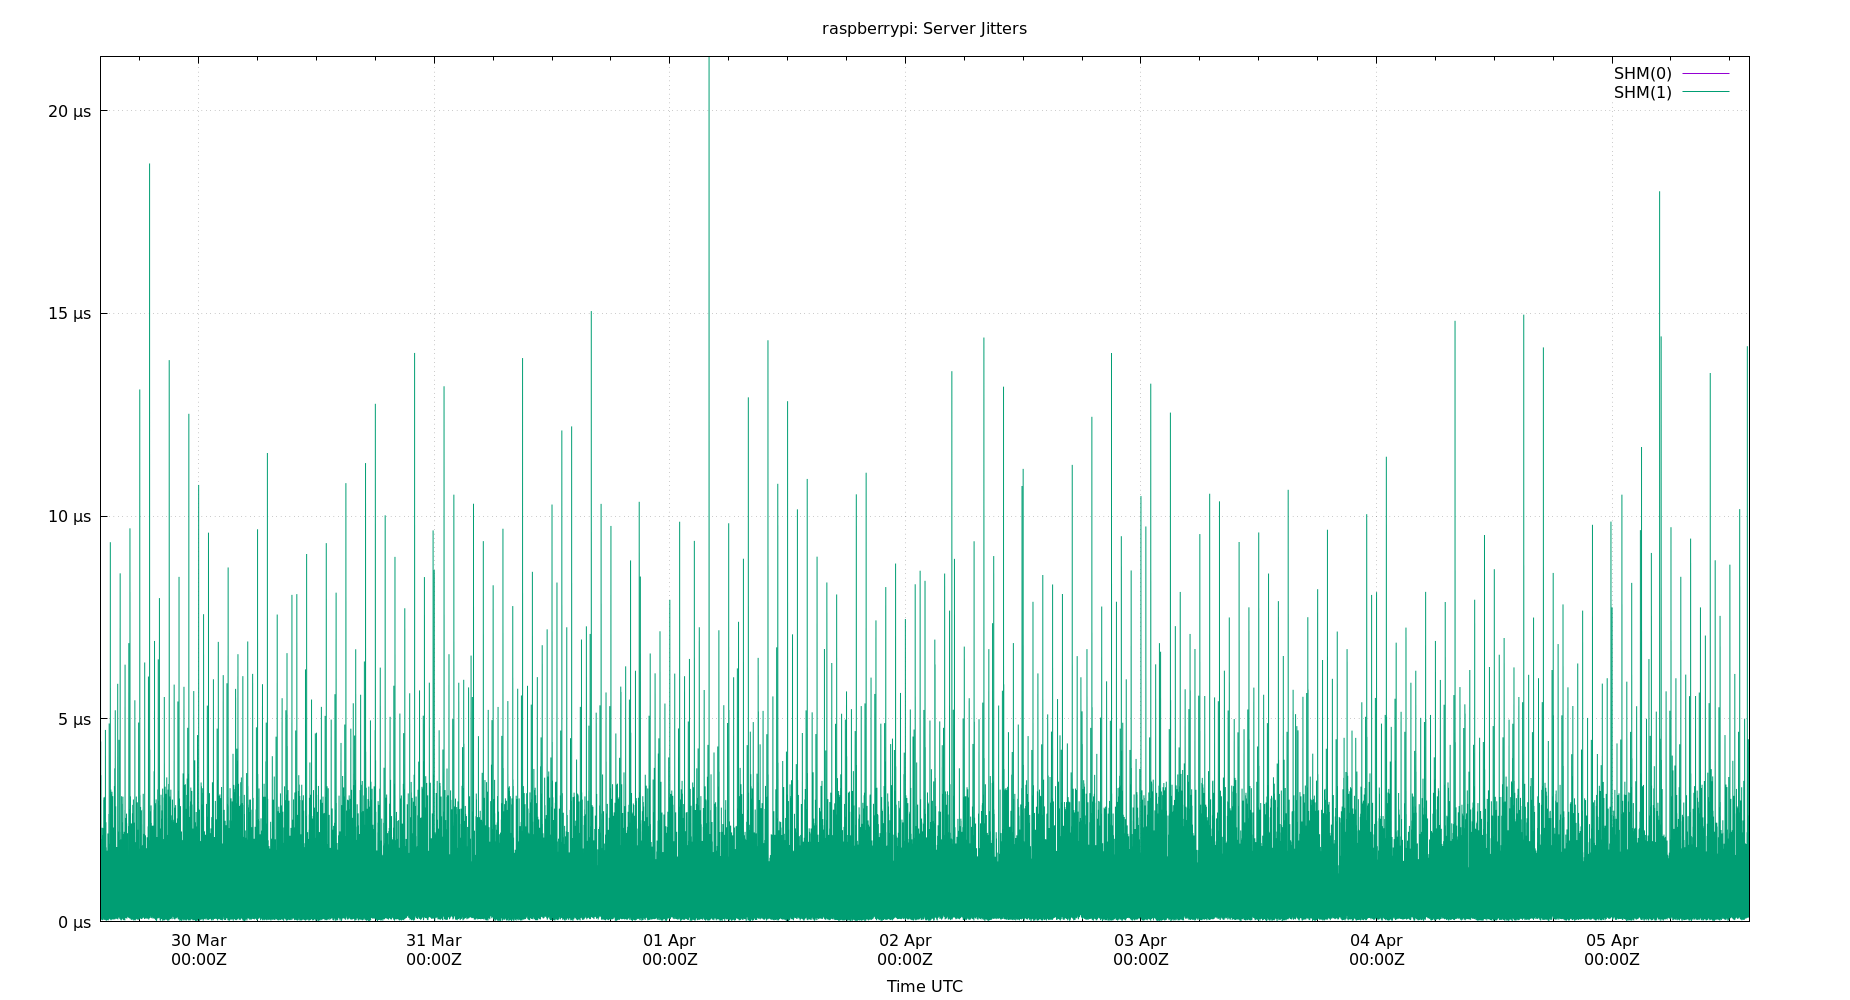 raspberrypi: Server Jitters
SHM(0)
SHM(1)
20 µs
15 µs
10 µs
5 µs
0 µs
30 Mar 31 Mar 01 Apr 02 Apr 03 Apr 04 Apr 05 Apr
00:00Z 00:00Z 00:00Z 00:00Z 00:00Z 00:00Z 00:00Z
Time UTC